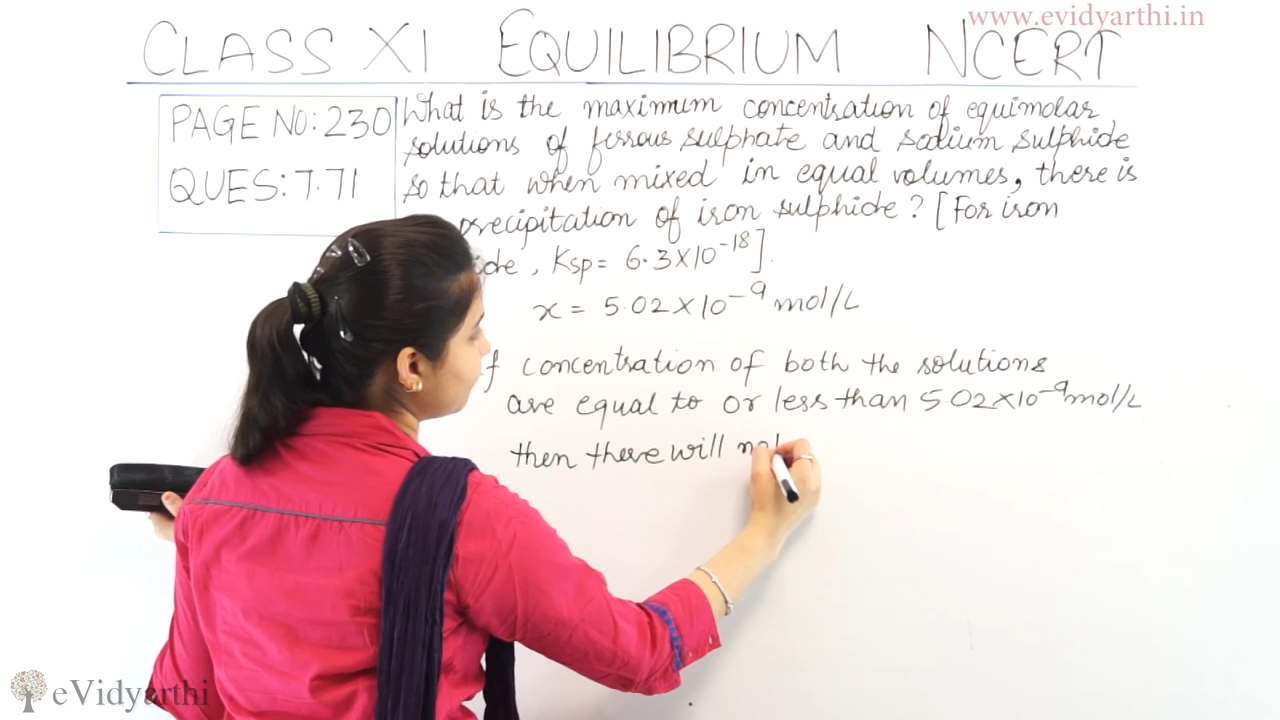 www.evidyarthi.in
CLASS XI EQUILIBRIUM NCERT
PAGE NO: 230
QUES: 7.71
What is the maximum concentration of equimolar
solutions of ferrous sulphate and sodium sulphide
so that when mixed in equal volumes, there is
precipitation of iron sulphide? [For iron
, Ksp = 6.3×10⁻¹⁸].
x = 5.02×10⁻⁹ mol/L
concentration of both the solutions
are equal to or less than 5.02×10⁻⁹ mol/L
then there will not
eVidyarthi